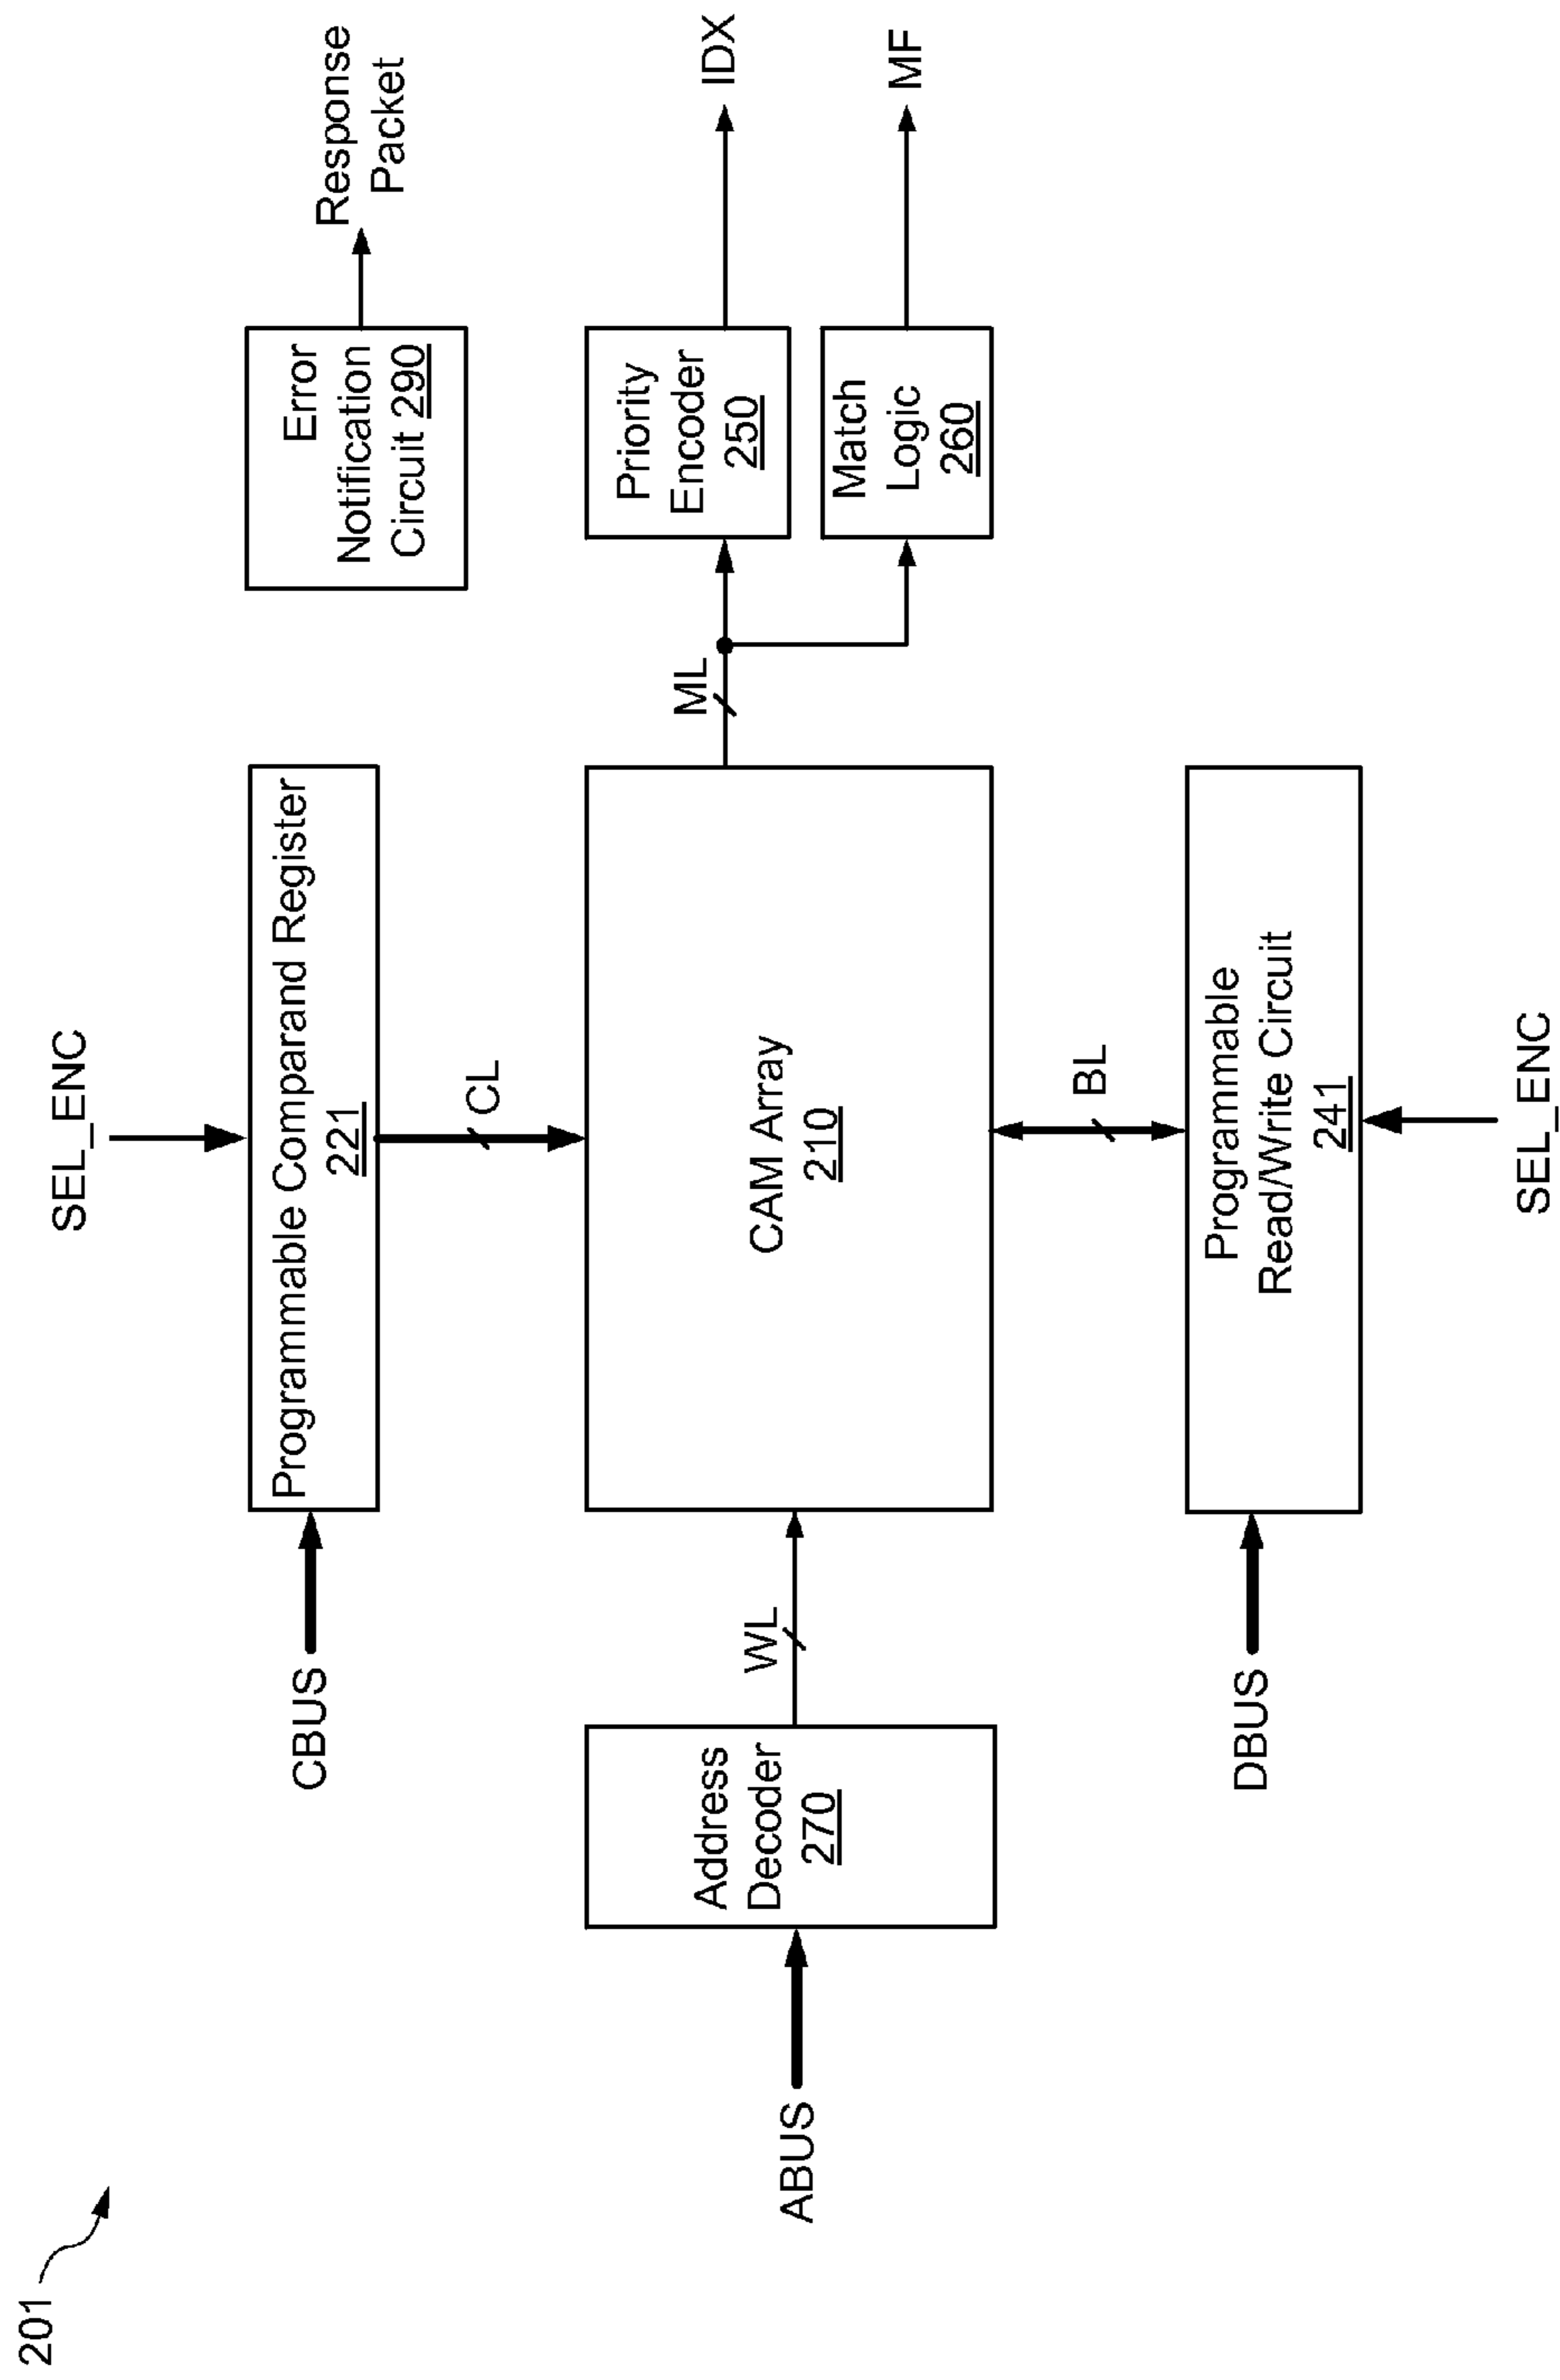 201
SEL_ENC
CBUS
Programmable Comparand Register
221
Error
Notification
Circuit 290
Response
Packet
CL
ABUS
Address
Decoder
270
WL
CAM Array
210
ML
Priority
Encoder
250
IDX
Match
Logic
260
MF
BL
DBUS
Programmable
Read/Write Circuit
241
SEL_ENC